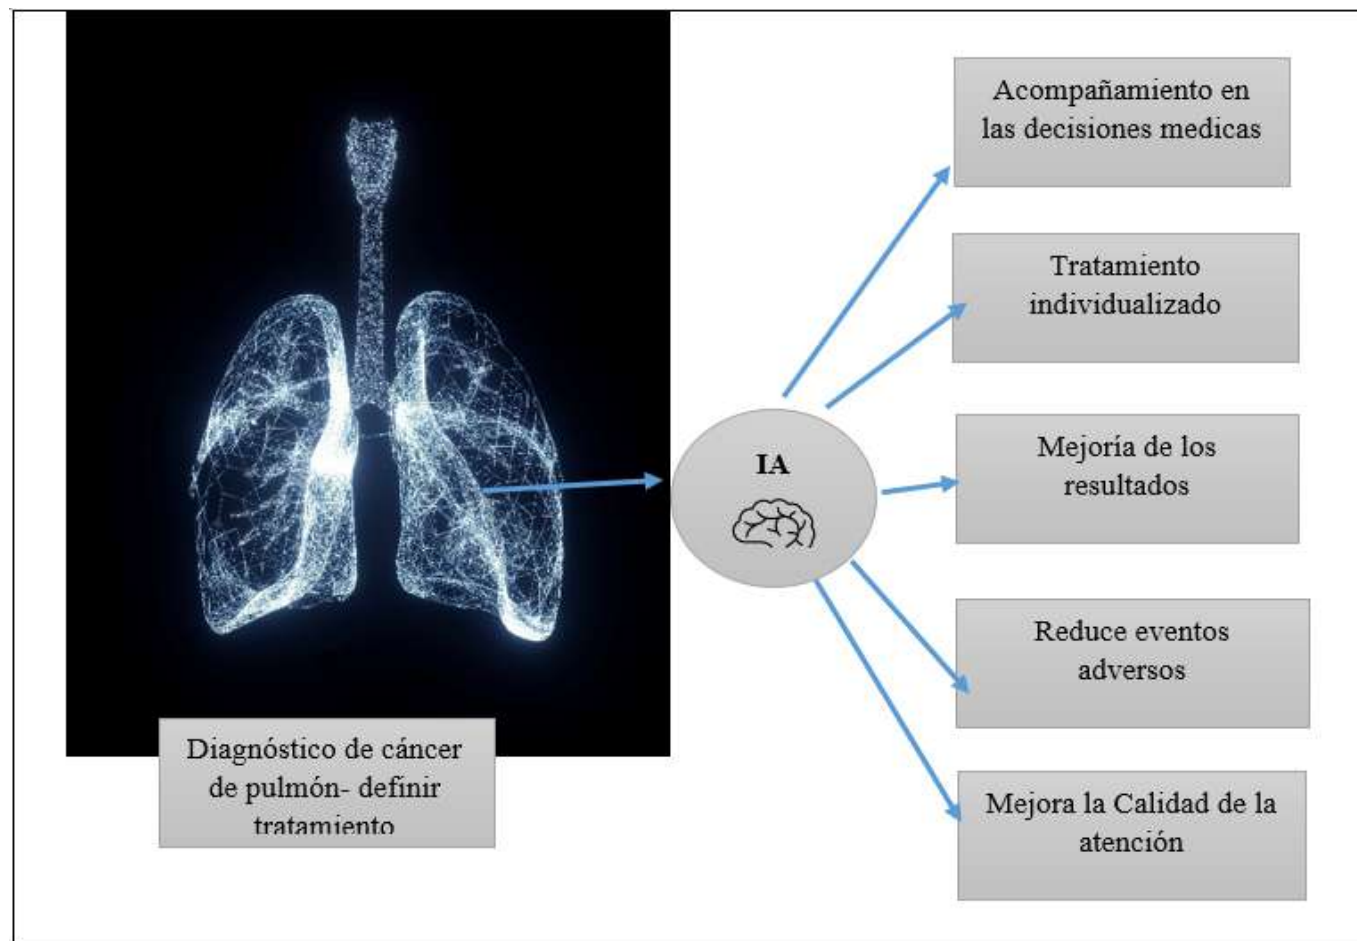 Acompañamiento en
las decisiones medicas
Tratamiento
individualizado
IA
Mejoría de los
resultados
Reduce eventos
adversos
Diagnóstico de cáncer
de pulmón- definir
tratamiento
Mejora la Calidad de la
atención